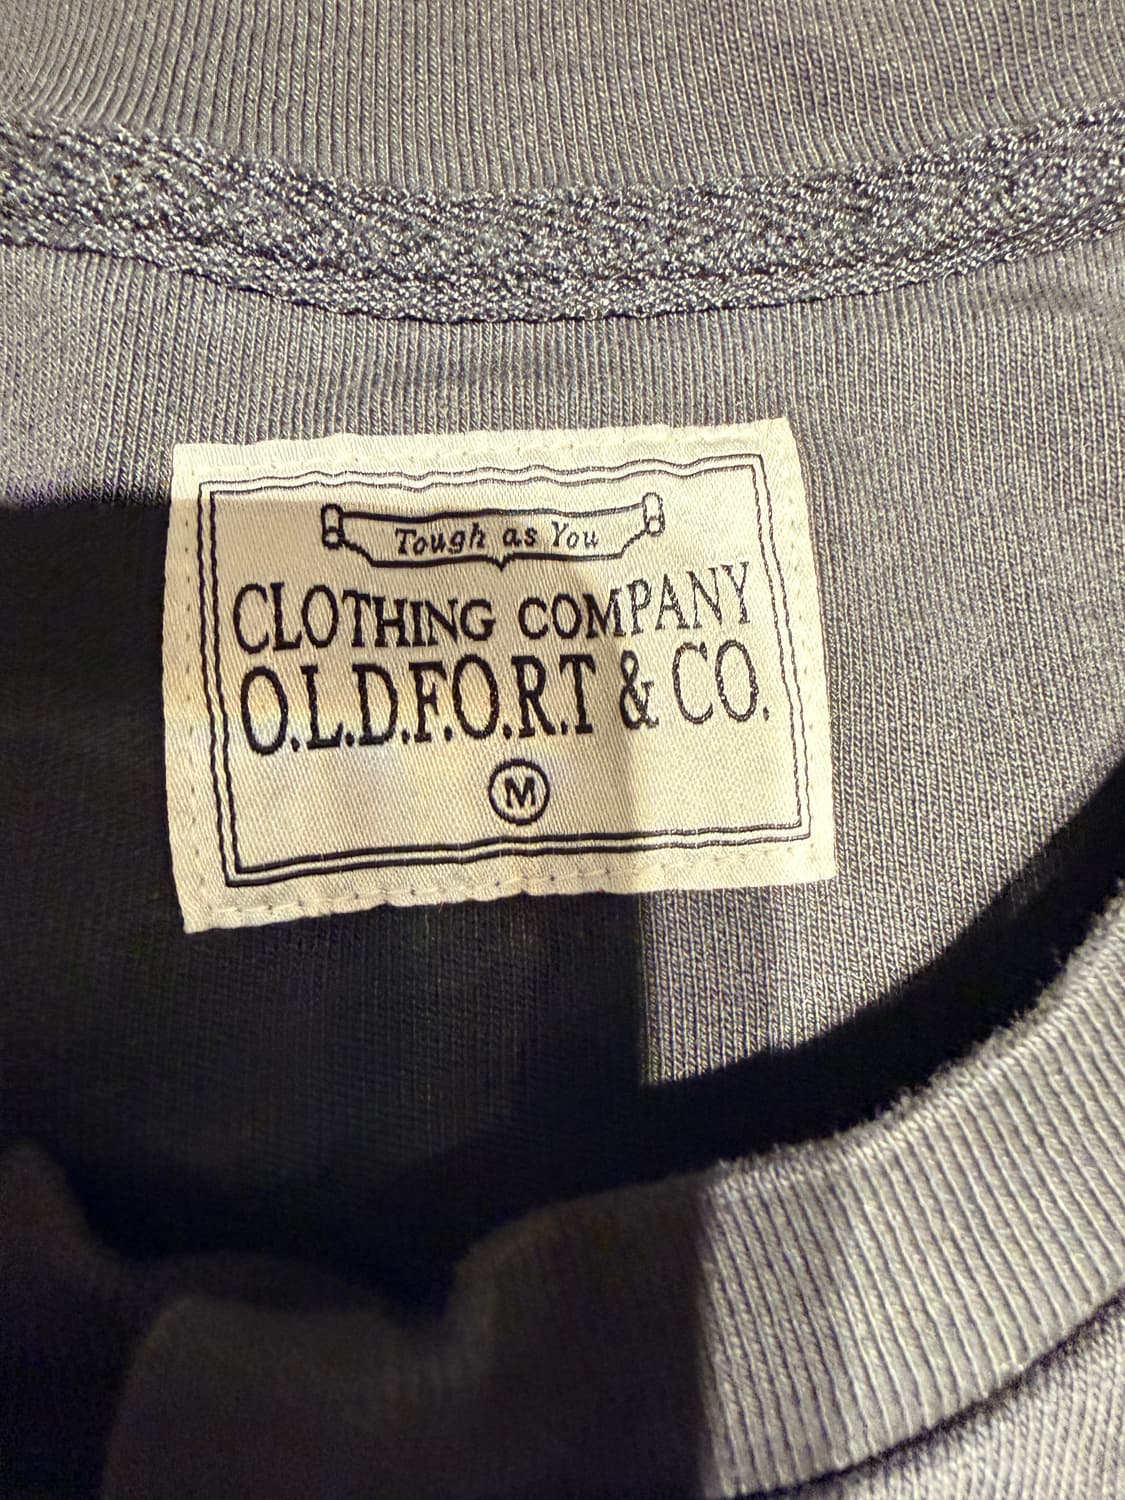 Tough as You
CLOTHING COMPANY
O.L.D.F.O.R.T & CO.
M